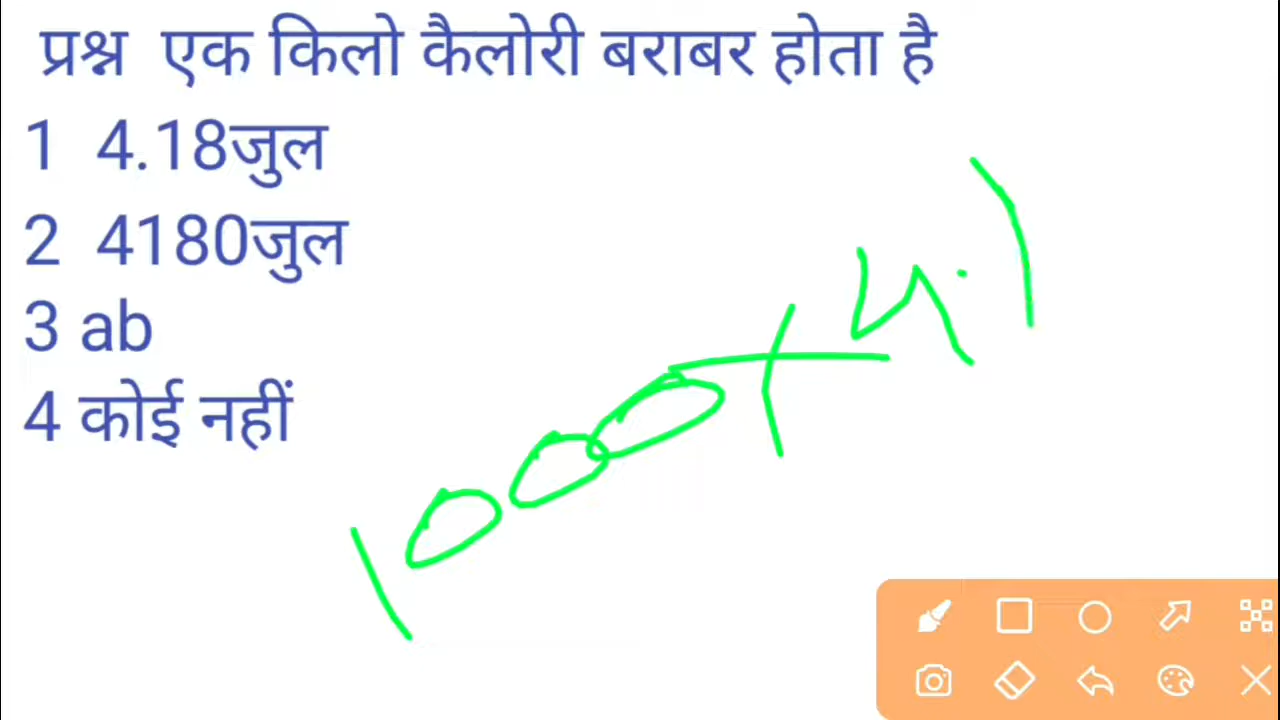 प्रश्न एक किलो कैलोरी बराबर होता है
1 4.18जुल
2 4180जुल
3 ab
4 कोई नहीं
1000 × 4.1